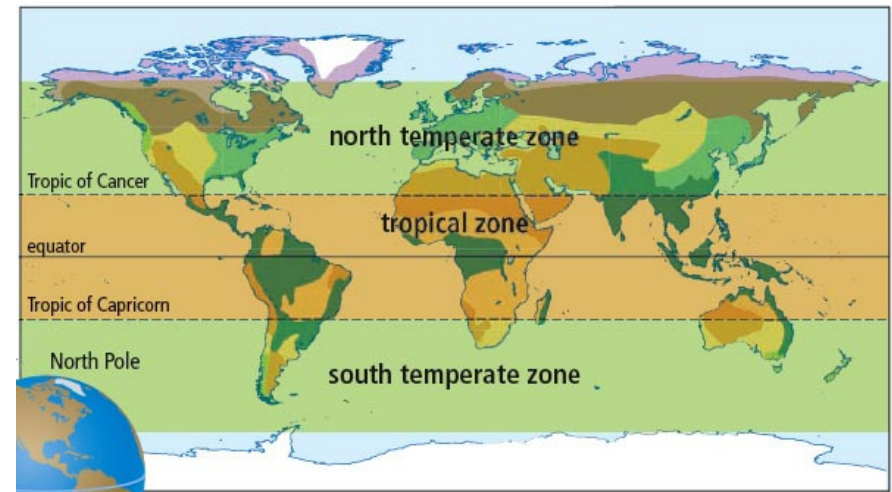 north temperate zone
Tropic of Cancer
tropical zone
equator
Tropic of Capricorn
North Pole
south temperate zone